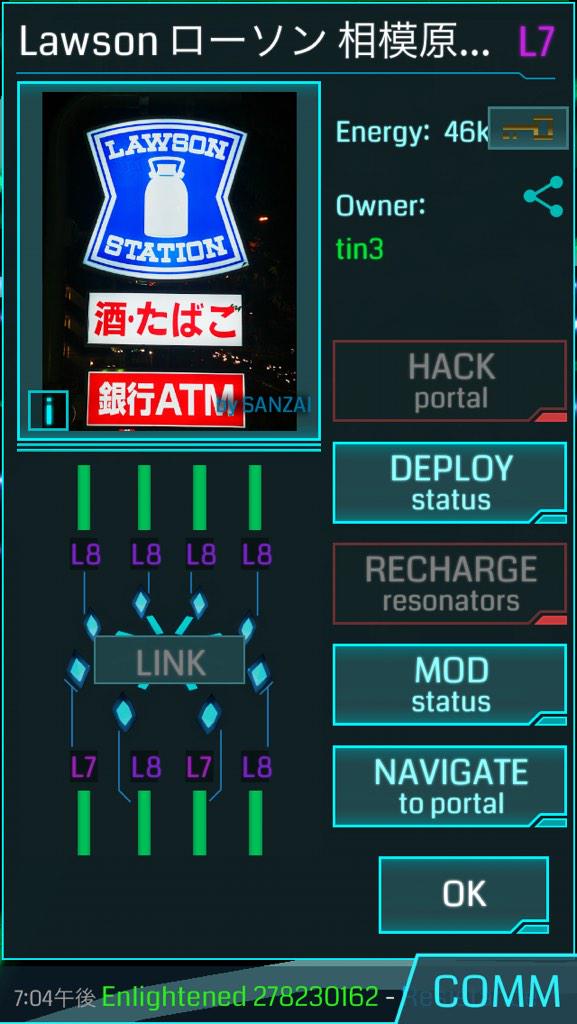 Lawson ローソン 相模原...
L7
LAWSON
STATION
酒・たばこ
銀行ATM
by SANZAI
i
Energy: 46k
Owner:
tin3
HACK
portal
DEPLOY
status
RECHARGE
resonators
MOD
status
NAVIGATE
to portal
OK
L8 L8 L8 L8
LINK
L7 L8 L7 L8
7:04午後 Enlightened 278230162 -
COMM